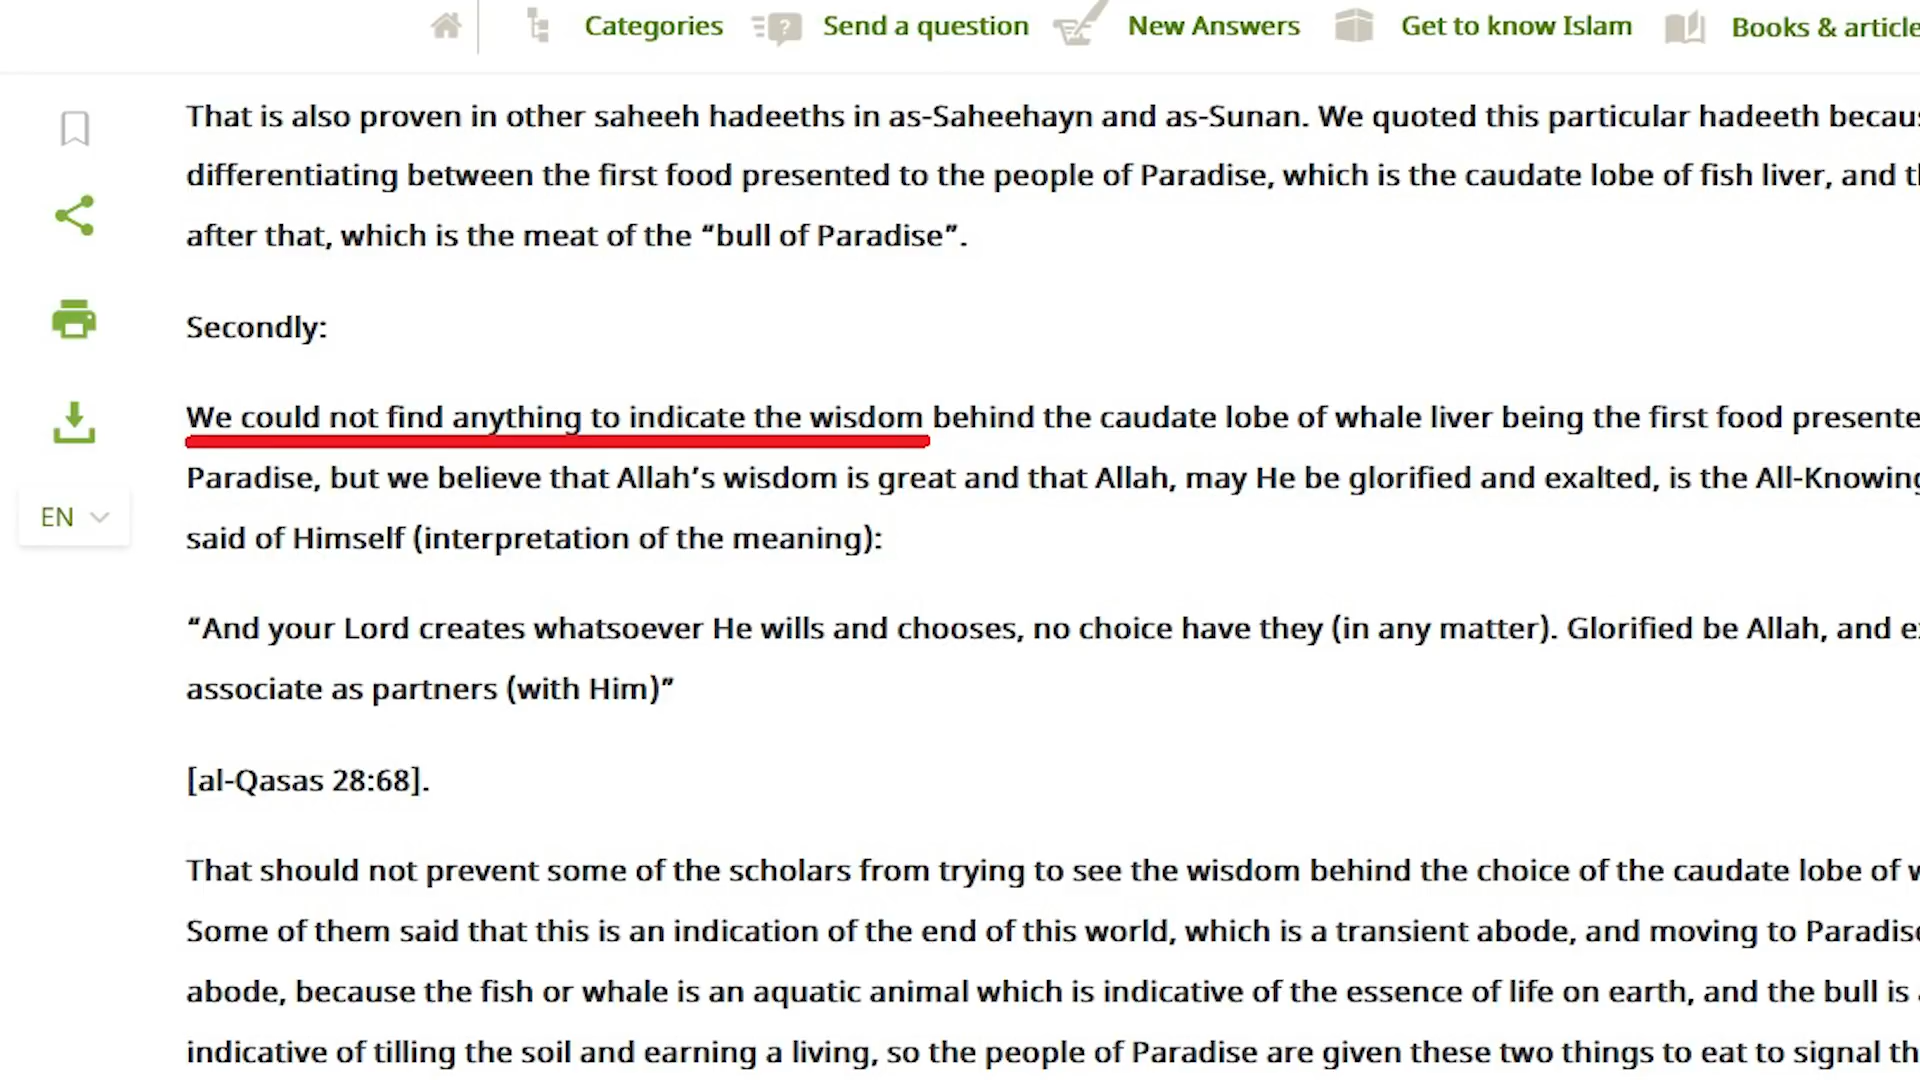 Categories Send a question New Answers Get to know Islam Books &
That is also proven in other saheeh hadeeths in as-Saheehayn and as-Sunan. We quoted this particular hadeeth
differentiating between the first food presented to the people of Paradise, which is the caudate lobe of fish liver, and
after that, which is the meat of the “bull of Paradise”.
Secondly:
We could not find anything to indicate the wisdom behind the caudate lobe of whale liver being the first food
EN
Paradise, but we believe that Allah’s wisdom is great and that Allah, may He be glorified and exalted, is the
said of Himself (interpretation of the meaning):
“And your Lord creates whatsoever He wills and chooses, no choice have they (in any matter). Glorified be Allah, and
associate as partners (with Him)”
[al-Qasas 28:68].
That should not prevent some of the scholars from trying to see the wisdom behind the choice of the caudate lobe of
Some of them said that this is an indication of the end of this world, which is a transient abode, and moving to
abode, because the fish or whale is an aquatic animal which is indicative of the essence of life on earth, and the bull is
indicative of tilling the soil and earning a living, so the people of Paradise are given these two things to eat to signal